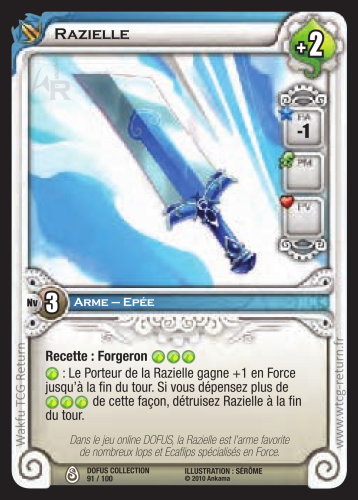 RAZIELLE
+2
PA
-1
PM
PV
Nv 3 ARME – EPÉE
Recette : Forgeron
: Le Porteur de la Razielle gagne +1 en Force
jusqu'à la fin du tour. Si vous dépensez plus de
de cette façon, détruisez Razielle à la fin
du tour.
Dans le jeu online DOFUS, la Razielle est l'arme favorite
de nombreux Iops et Ecaflips spécialisés en Force.
DOFUS COLLECTION
91 / 100
ILLUSTRATION : SÉRÔME
© 2010 Ankama
Wakfu TCG Return
www.wtcg-return.fr